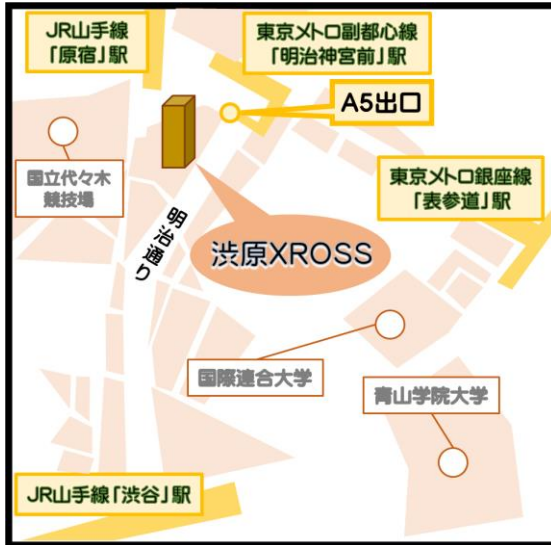 JR山手線
「原宿」駅
東京メトロ副都心線
「明治神宮前」駅
A5出口
国立代々木
競技場
東京メトロ銀座線
「表参道」駅
明治通り
渋原XROSS
国際連合大学
青山学院大学
JR山手線「渋谷」駅